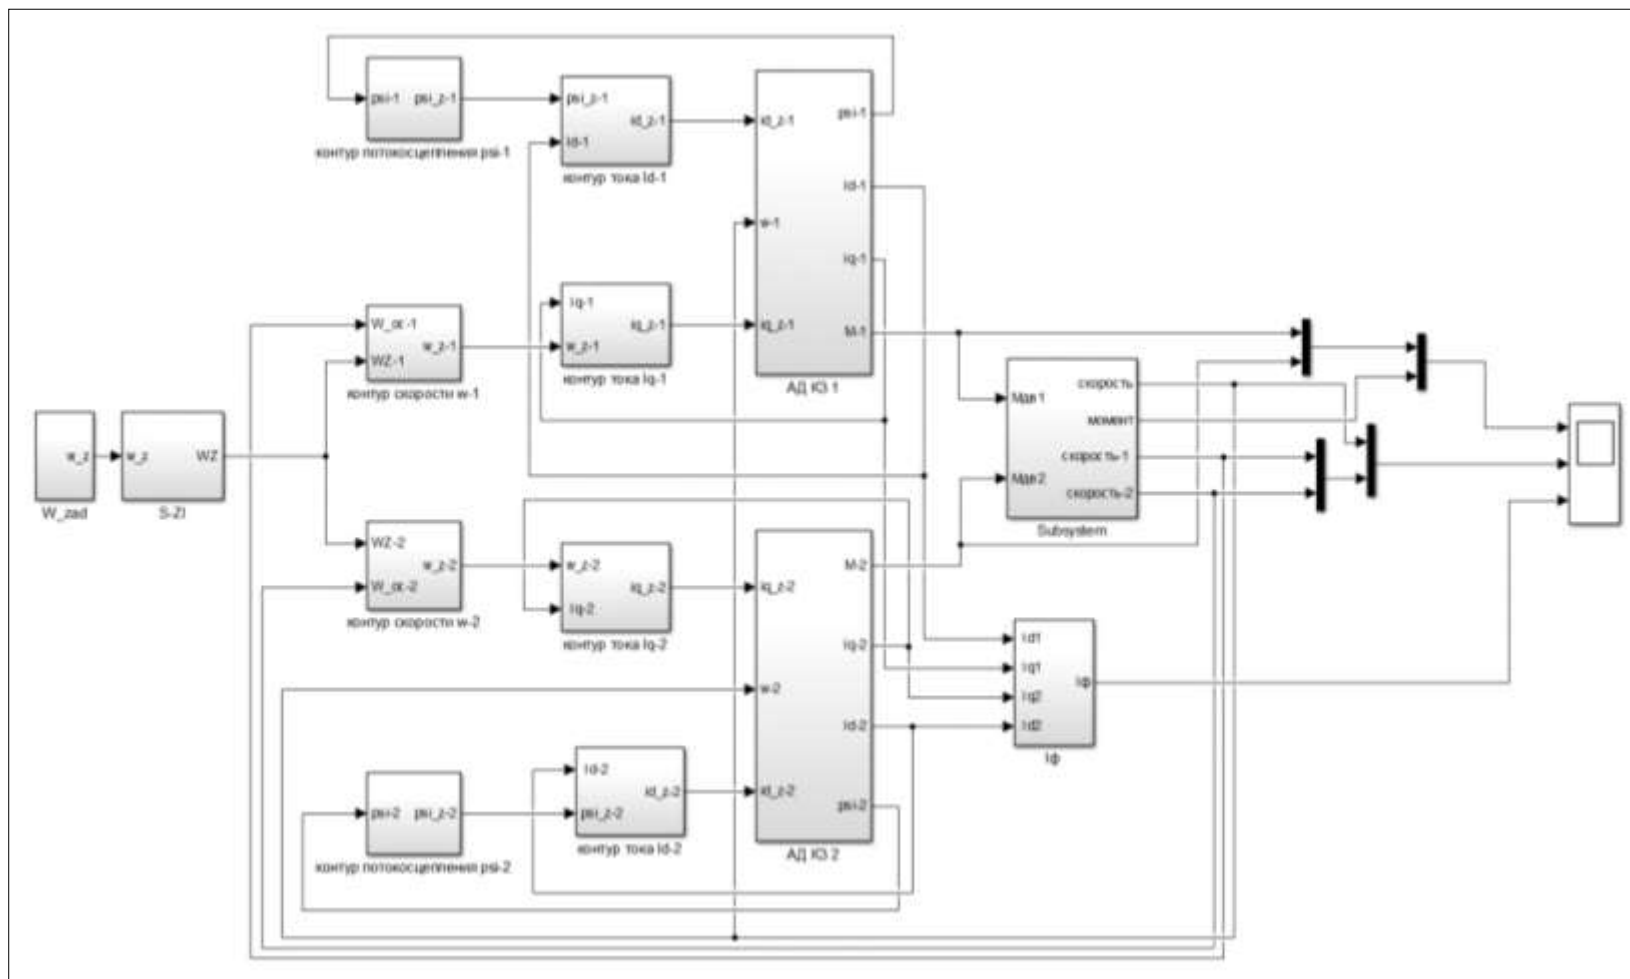 psi-1
psi_z-1
контур потокосцепления psi-1
psi_z-1
id_z-1
Id-1
контур тока Id-1
id_z-1
psi-1
Id-1
w-1
iq-1
iq_z-1
M-1
АД КЗ 1
Iq-1
iq_z-1
w_z-1
контур тока Iq-1
W_ос-1
w_z-1
WZ-1
контур скорости w-1
w_z
W_zad
w_z
WZ
S-ZI
скорость
Мдв1
момент
скорость-1
Мдв2
скорость-2
Subsystem
WZ-2
w_z-2
W_ос-2
контур скорости w-2
w_z-2
iq_z-2
Iq-2
контур тока Iq-2
M-2
iq_z-2
Iq-2
w-2
Id-2
id_z-2
psi-2
АД КЗ 2
Id1
Iq1
Iф
Iq2
Id2
Iф
Id-2
id_z-2
psi_z-2
контур тока Id-2
psi-2
psi_z-2
контур потокосцепления psi-2